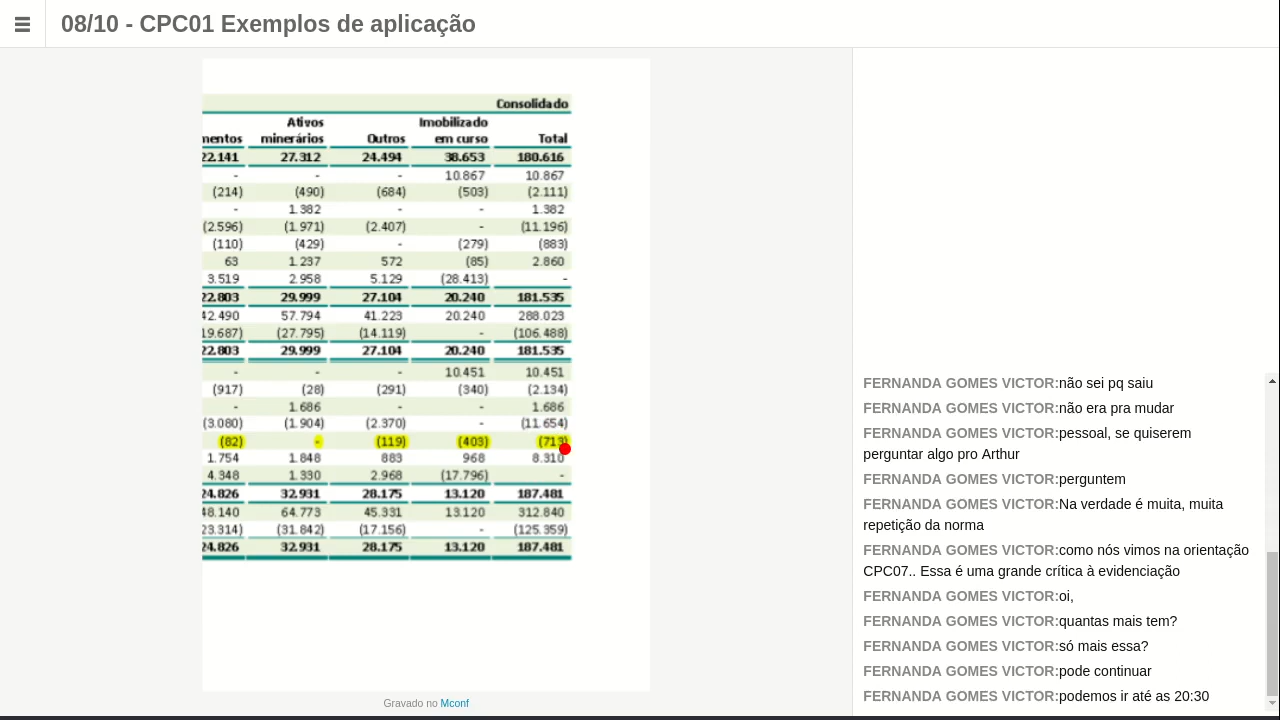 08/10 - CPC01 Exemplos de aplicação
Consolidado
Ativos Imobilizado
mentos minerários Outros em curso Total
22.141 27.312 24.494 38.653 180.616
- - - 10.867 10.867
(214) (490) (684) (503) (2.111)
- 1.382 - - 1.382
(2.596) (1.971) (2.407) - (11.196)
(110) (429) - (279) (883)
63 1.237 572 (85) 2.860
3.519 2.958 5.129 (28.413) -
22.803 29.999 27.104 20.240 181.535
42.490 57.794 41.223 20.240 288.023
19.687) (27.795) (14.119) - (106.488)
22.803 29.999 27.104 20.240 181.535
- - - 10.451 10.451
(917) (28) (291) (340) (2.134)
- 1.686 - - 1.686
(3.080) (1.904) (2.370) - (11.654)
(82) - (119) (403) (713)
1.754 1.848 883 968 8.310
4.348 1.330 2.968 (17.796) -
24.826 32.931 28.175 13.120 187.481
48.140 64.773 45.331 13.120 312.840
23.314) (31.842) (17.156) - (125.359)
24.826 32.931 28.175 13.120 187.481
Gravado no Mconf
FERNANDA GOMES VICTOR:não sei pq saiu
FERNANDA GOMES VICTOR:não era pra mudar
FERNANDA GOMES VICTOR:pessoal, se quiserem
perguntar algo pro Arthur
FERNANDA GOMES VICTOR:perguntem
FERNANDA GOMES VICTOR:Na verdade é muita, muita
repetição da norma
FERNANDA GOMES VICTOR:como nós vimos na orientação
CPC07.. Essa é uma grande crítica à evidenciação
FERNANDA GOMES VICTOR:oi,
FERNANDA GOMES VICTOR:quantas mais tem?
FERNANDA GOMES VICTOR:só mais essa?
FERNANDA GOMES VICTOR:pode continuar
FERNANDA GOMES VICTOR:podemos ir até as 20:30